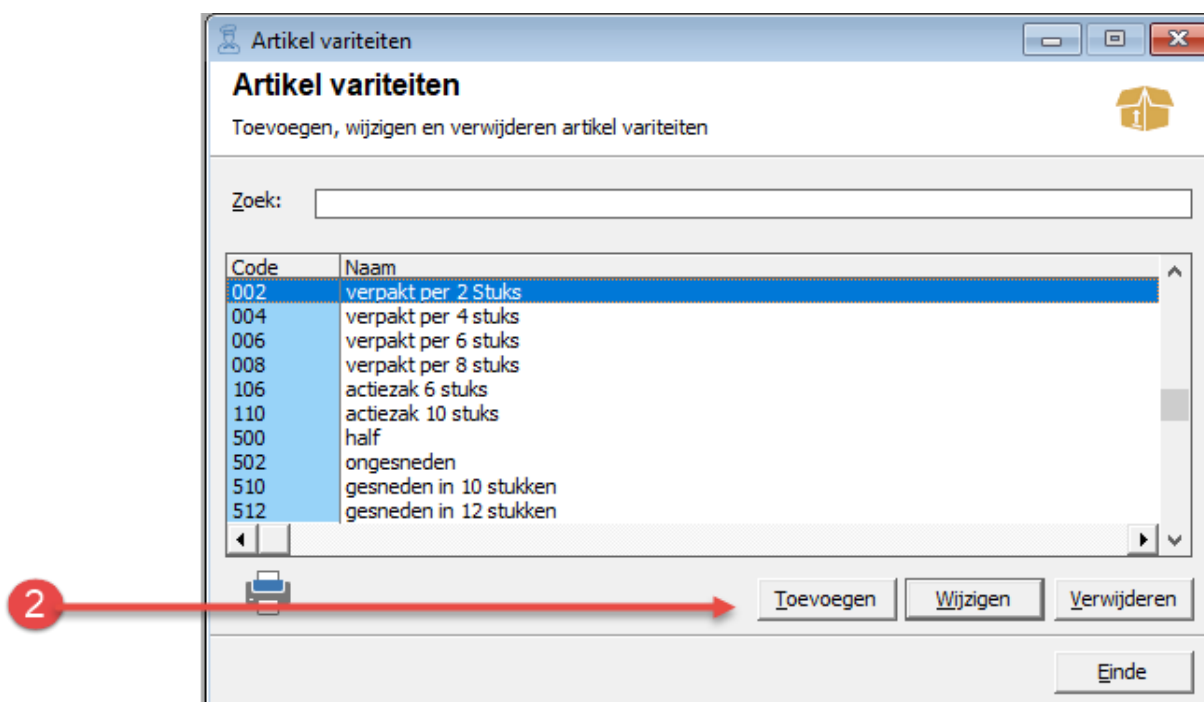 Artikel variteiten
Artikel variteiten
Toevoegen, wijzigen en verwijderen artikel variteiten
Zoek:
Code Naam
002 verpakt per 2 Stuks
004 verpakt per 4 stuks
006 verpakt per 6 stuks
008 verpakt per 8 stuks
106 actiezak 6 stuks
110 actiezak 10 stuks
500 half
502 ongesneden
510 gesneden in 10 stukken
512 gesneden in 12 stukken
2 Toevoegen Wijzigen Verwijderen
Einde